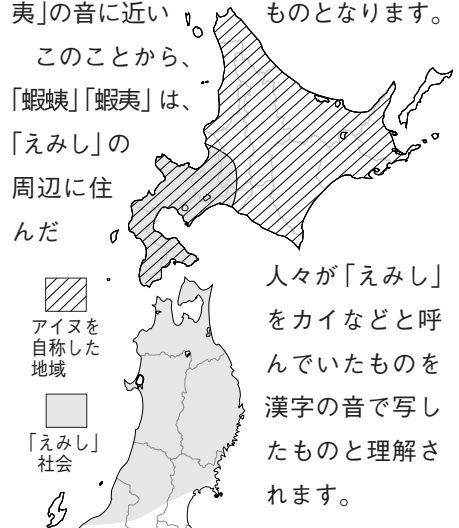 夷」の音に近い
ものとなります。
このことから、
「蝦蛦」「蝦夷」は、
「えみし」の
周辺に住
んだ
人々が「えみし」
をカイなどと呼
んでいたものを
漢字の音で写し
たものと理解さ
れます。
アイヌを
自称した
地域
「えみし」
社会